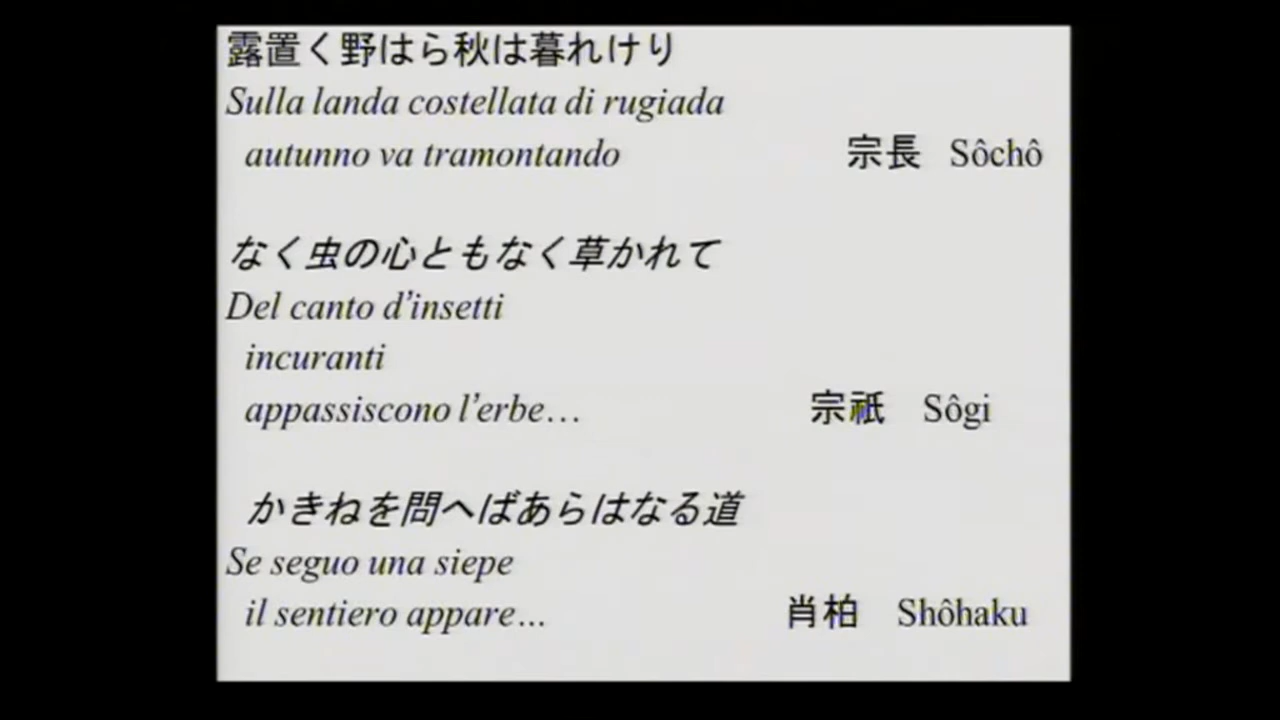 露置く野はら秋は暮れけり
Sulla landa costellata di rugiada
autunno va tramontando 宗長 Sôchô
なく虫の心ともなく草かれて
Del canto d’insetti
incuranti
appassiscono l’erbe… 宗祇 Sôgi
かきねを問へばあらはなる道
Se seguo una siepe
il sentiero appare... 肖柏 Shôhaku